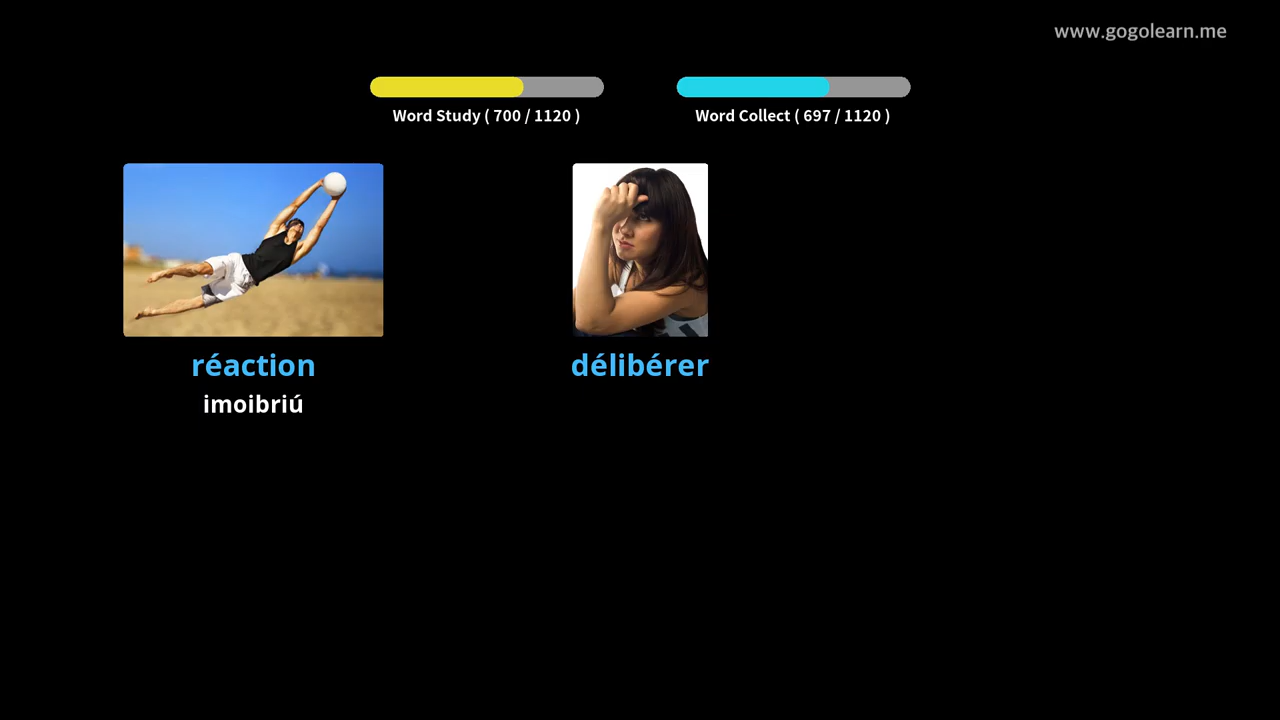 www.gogolearn.me
Word Study ( 700 / 1120 )
Word Collect ( 697 / 1120 )
réaction
délibérer
imoibriú